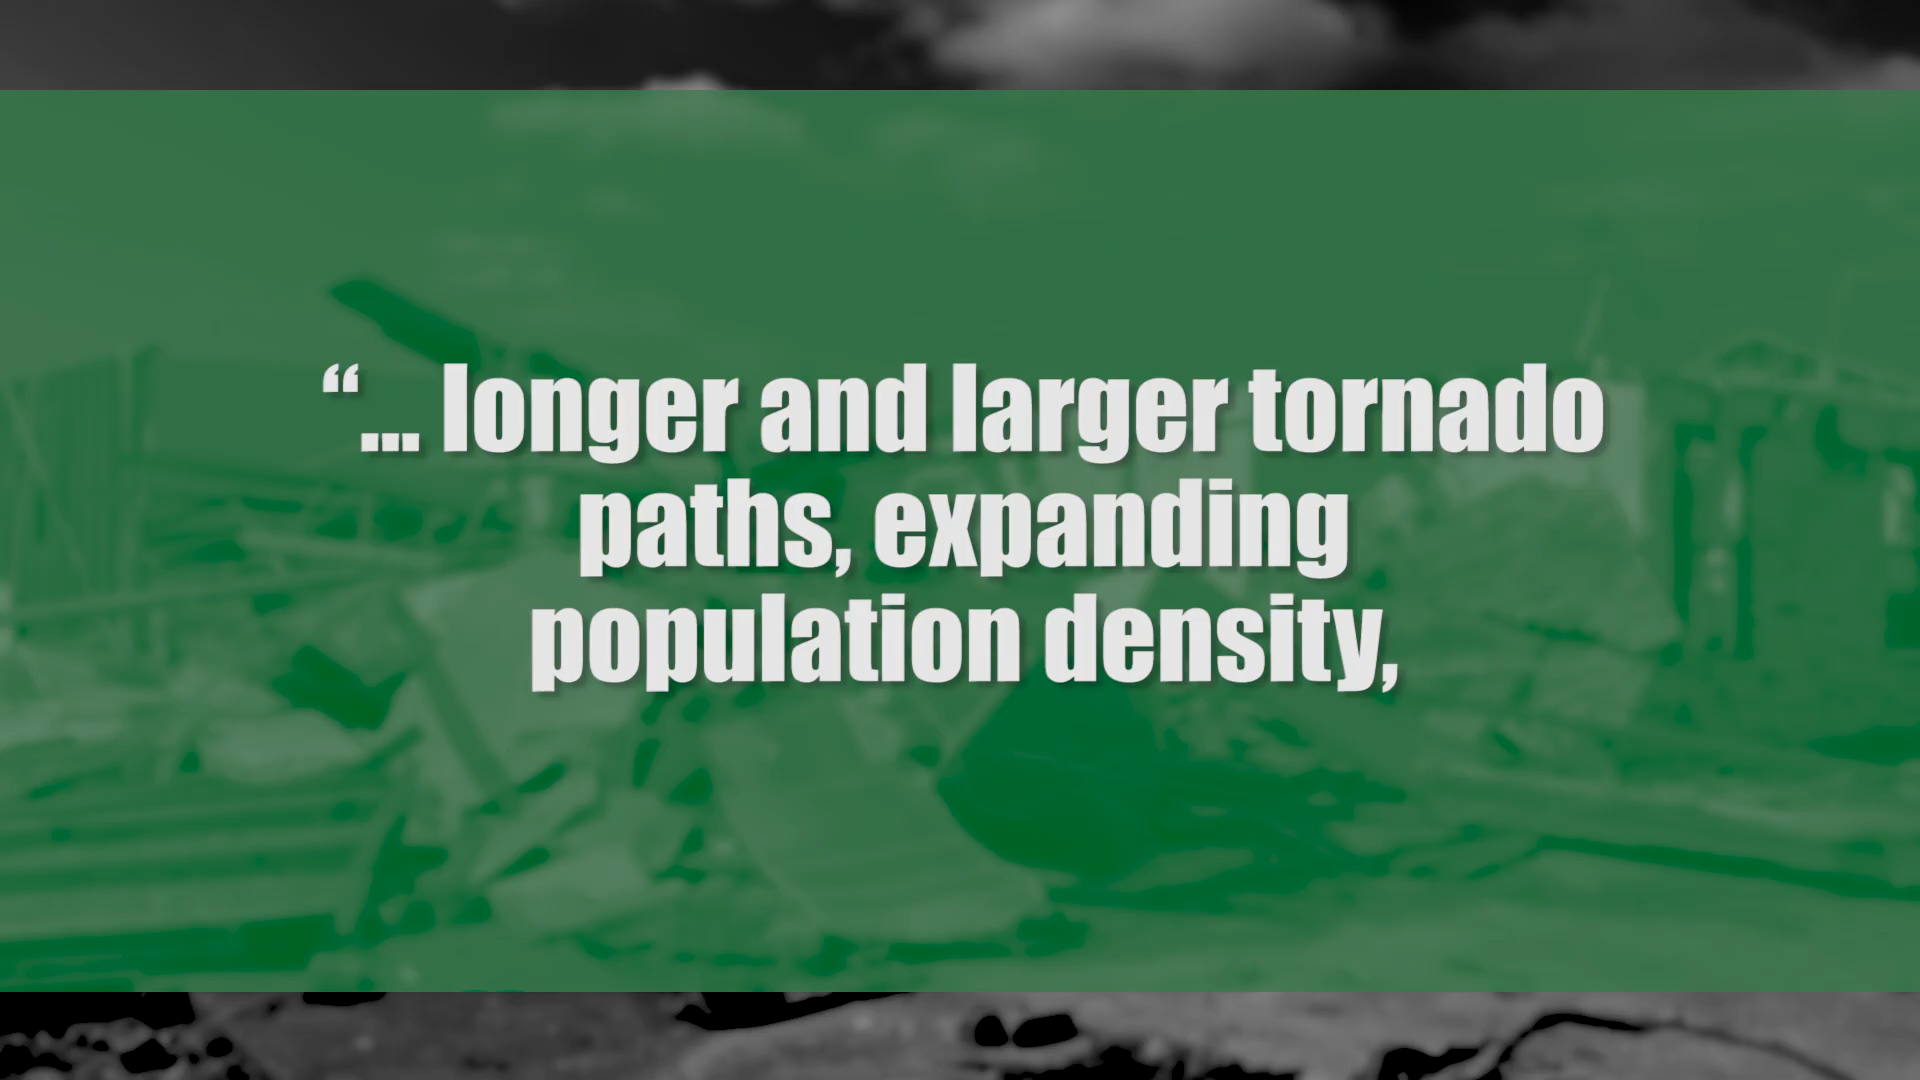 “... longer and larger tornado
paths, expanding
population density,